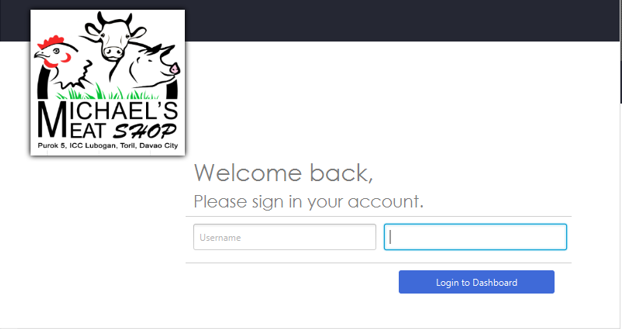 MICHAEL'S
MEAT SHOP
Purok 5, ICC Lubogan, Toril, Davao City
Welcome back,
Please sign in your account.
Username
Login to Dashboard